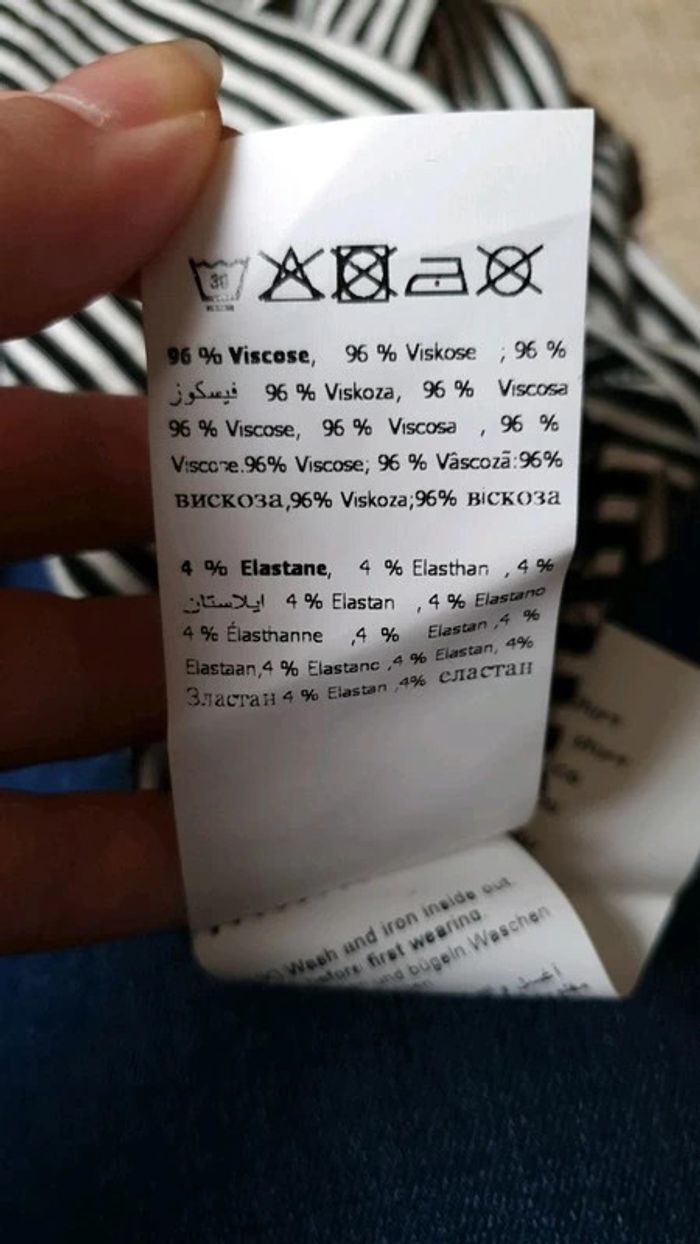 30
96 % Viscose, 96 % Viskose ; 96 %
فيسكوز 96 % Viskoza, 96 % Viscosa
96 % Viscose, 96 % Viscosa , 96 %
Viscose.96% Viscose; 96 % Vâscoză:96%
вискоза,96% Viskoza;96% віскоза
4 % Elastane, 4 % Elasthan , 4 %
ايلاستان 4 % Elastan , 4 % Elastano
4 % Élasthanne ,4 % Elastan ,4 %
Elastaan,4 % Elastanc ,4 % Elastan, 4%
Эластан 4 % Elastan ,4% еластан
Wash and iron inside out
before first wearing.
und bügeln Waschen
short